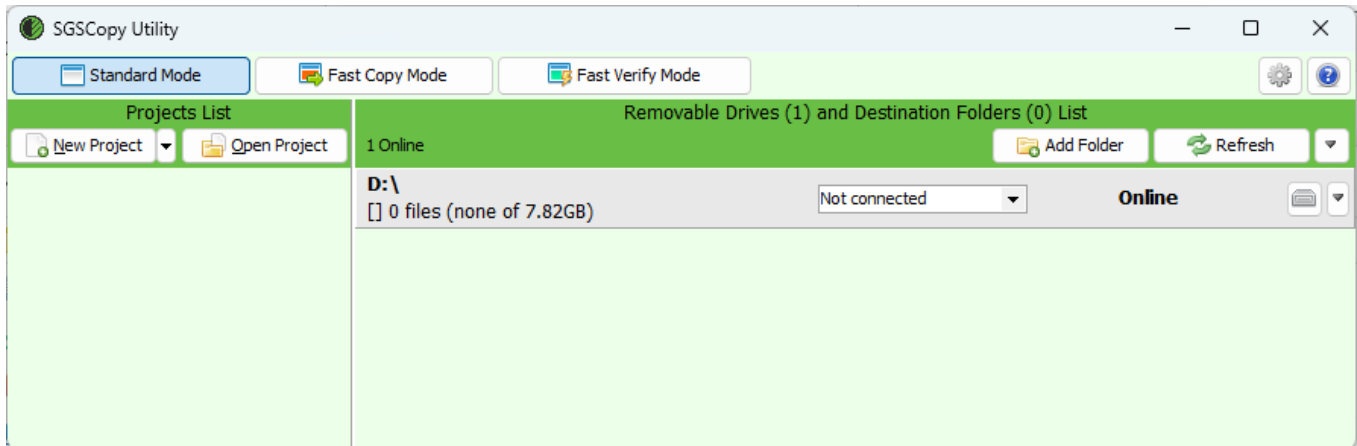 SGSCopy Utility
Standard Mode
Fast Copy Mode
Fast Verify Mode
Projects List
New Project
Open Project
Removable Drives (1) and Destination Folders (0) List
1 Online
Add Folder
Refresh
D:\
[] 0 files (none of 7.82GB)
Not connected
Online